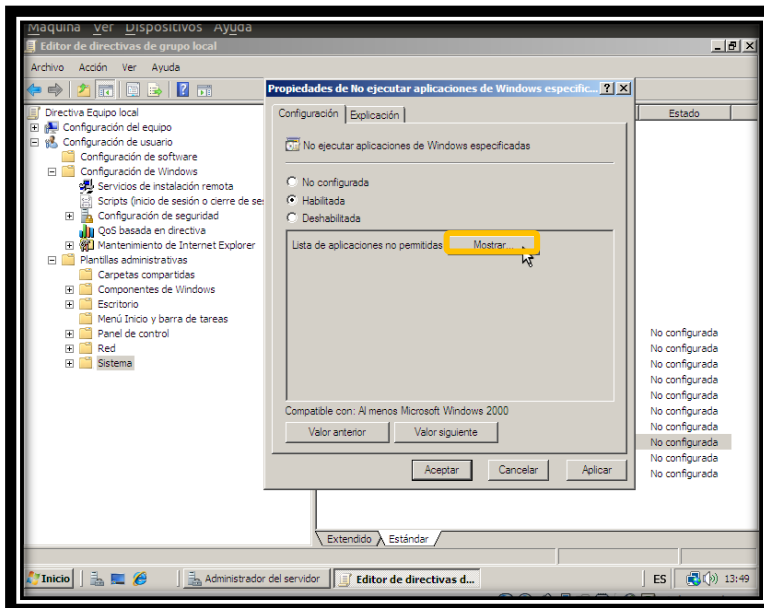 Máquina Ver Dispositivos Ayuda
Editor de directivas de grupo local
Archivo Acción Ver Ayuda
Directiva Equipo local
Configuración del equipo
Configuración de usuario
Configuración de software
Configuración de Windows
Servicios de instalación remota
Scripts (inicio de sesión o cierre de se
Configuración de seguridad
QoS basada en directiva
Mantenimiento de Internet Explorer
Plantillas administrativas
Carpetas compartidas
Componentes de Windows
Escritorio
Menú Inicio y barra de tareas
Panel de control
Red
Sistema
Propiedades de No ejecutar aplicaciones de Windows especific...
Configuración Explicación
No ejecutar aplicaciones de Windows especificadas
No configurada
Habilitada
Deshabilitada
Lista de aplicaciones no permitidas Mostrar...
Compatible con: Al menos Microsoft Windows 2000
Valor anterior Valor siguiente
Aceptar Cancelar Aplicar
Estado
No configurada
No configurada
No configurada
No configurada
No configurada
No configurada
No configurada
No configurada
No configurada
No configurada
Extendido Estándar
Inicio Administrador del servidor Editor de directivas d... ES 13:49